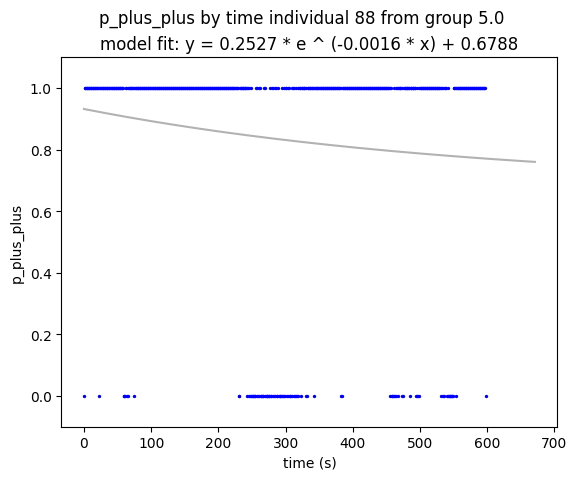 p_plus_plus by time individual 88 from group 5.0
model fit: y = 0.2527 * e ^ (-0.0016 * x) + 0.6788
1.0
0.8
0.6
0.4
0.2
0.0
p_plus_plus
0 100 200 300 400 500 600 700
time (s)